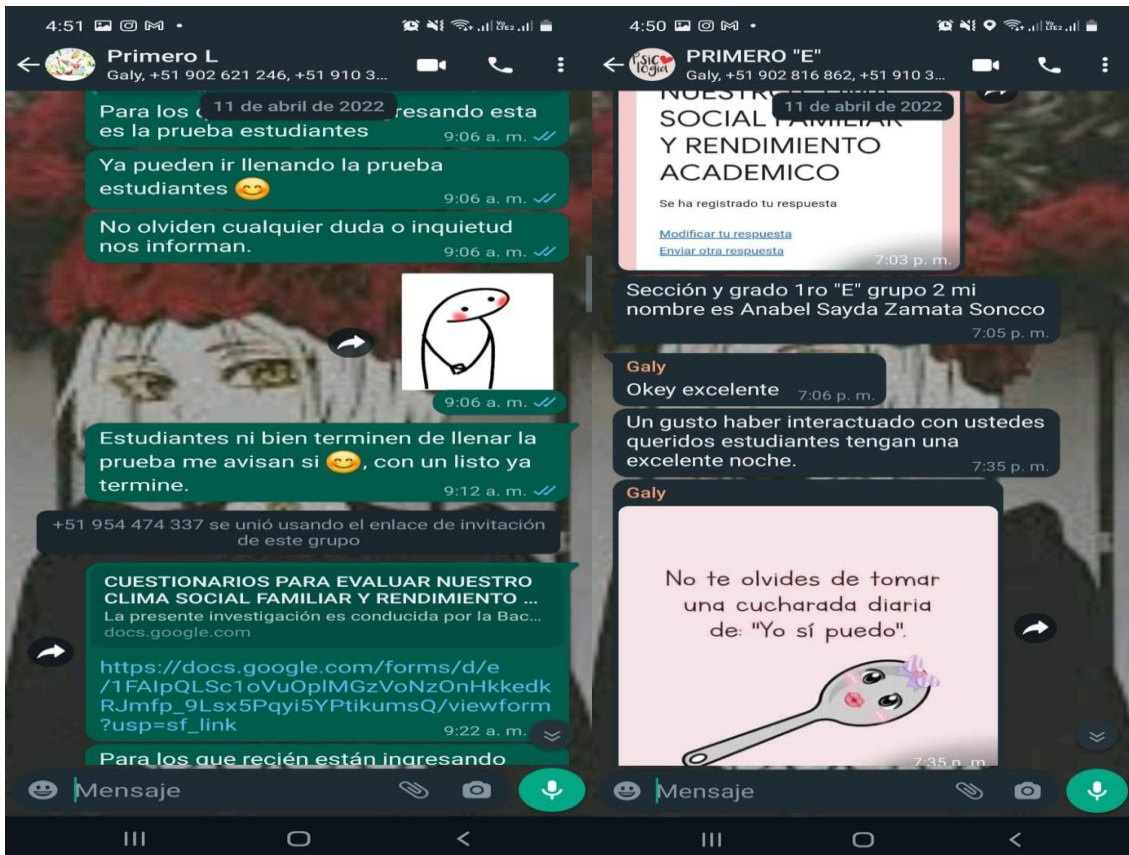 4:51
Primero L
Galy, +51 902 621 246, +51 910 3...
11 de abril de 2022
Para los resando esta
es la prueba estudiantes
9:06 a. m.
Ya pueden ir llenando la prueba
estudiantes 😊
9:06 a. m.
No olviden cualquier duda o inquietud
nos informan.
9:06 a. m.
9:06 a. m.
Estudiantes ni bien terminen de llenar la
prueba me avisan si 😊, con un listo ya
termine.
9:12 a. m.
+51 954 474 337 se unió usando el enlace de invitación
de este grupo
CUESTIONARIOS PARA EVALUAR NUESTRO
CLIMA SOCIAL FAMILIAR Y RENDIMIENTO ...
La presente investigación es conducida por la Bac...
docs.google.com
https://docs.google.com/forms/d/e
/1FAIpQLSc1oVuOplMGzVoNzOnHkkedk
RJmfp_9Lsx5Pqyi5YPtikumsQ/viewform
?usp=sf_link
9:22 a. m.
Para los que recién están ingresando
Mensaje
4:50
Psicología
PRIMERO "E"
Galy, +51 902 816 862, +51 910 3...
11 de abril de 2022
NUESTRO CLIMA
SOCIAL FAMILIAR
Y RENDIMIENTO
ACADEMICO
Se ha registrado tu respuesta
Modificar tu respuesta
Enviar otra respuesta
7:03 p. m.
Sección y grado 1ro "E" grupo 2 mi
nombre es Anabel Sayda Zamata Soncco
7:05 p. m.
Galy
Okey excelente
7:06 p. m.
Un gusto haber interactuado con ustedes
queridos estudiantes tengan una
excelente noche.
7:35 p. m.
Galy
No te olvides de tomar
una cucharada diaria
de: "Yo sí puedo".
7:35 p. m.
Mensaje